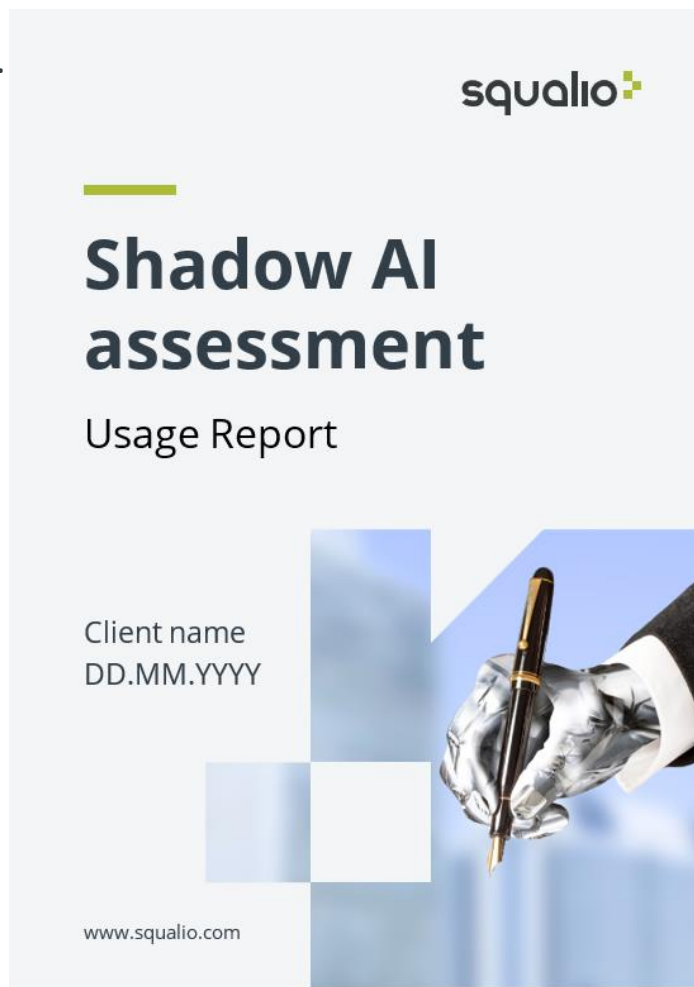 squalio
Shadow AI
assessment
Usage Report
Client name
DD.MM.YYYY
www.squalio.com